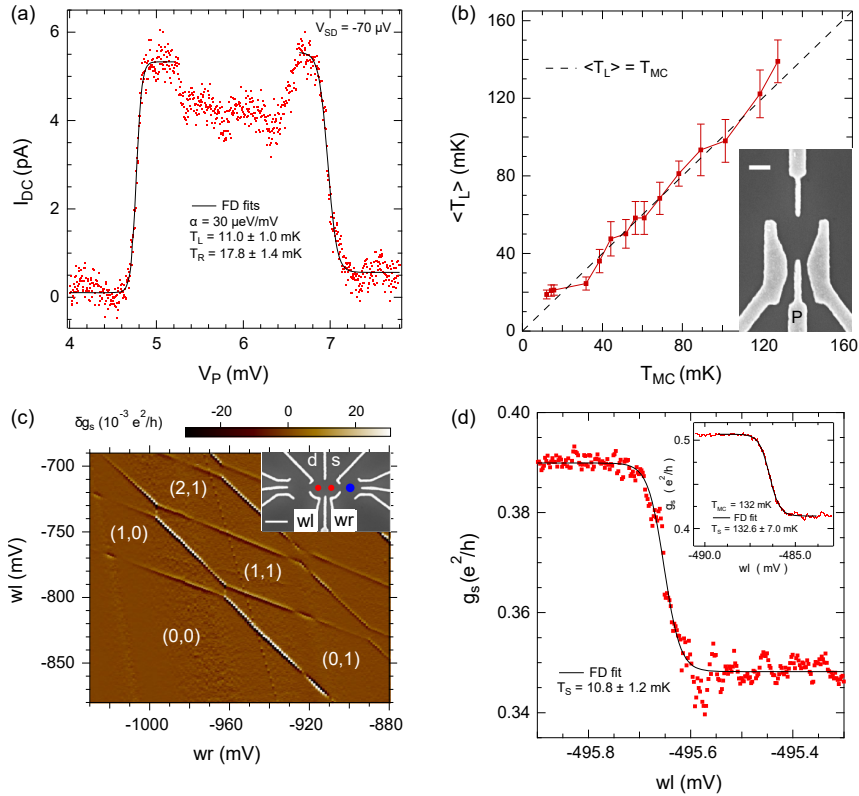 (a)
V_SD = -70 µV
6
4
2
0
I_DC (pA)
FD fits
α = 30 µeV/mV
T_L = 11.0 ± 1.0 mK
T_R = 17.8 ± 1.4 mK
4
5
6
7
V_P (mV)
(b)
160
120
80
40
0
<T_L> (mK)
<T_L> = T_MC
P
0
40
80
120
160
T_MC (mK)
(c)
δg_s (10⁻³ e²/h)
-20
0
20
-700
-750
-800
-850
wl (mV)
(2,1)
(1,0)
(1,1)
(0,0)
(0,1)
d
s
wl
wr
-1000
-960
-920
-880
wr (mV)
(d)
0.40
0.38
0.36
0.34
g_s (e²/h)
0.5
0.4
g_s (e²/h)
T_MC = 132 mK
FD fit
T_S = 132.6 ± 7.0 mK
-490.0
-485.0
wl (mV)
FD fit
T_S = 10.8 ± 1.2 mK
-495.8
-495.6
-495.4
wl (mV)